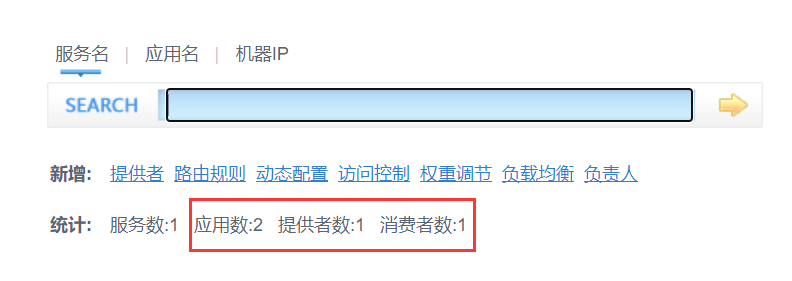 服务名 | 应用名 | 机器IP
SEARCH
新增: 提供者 路由规则 动态配置 访问控制 权重调节 负载均衡 负责人
统计: 服务数:1 应用数:2 提供者数:1 消费者数:1